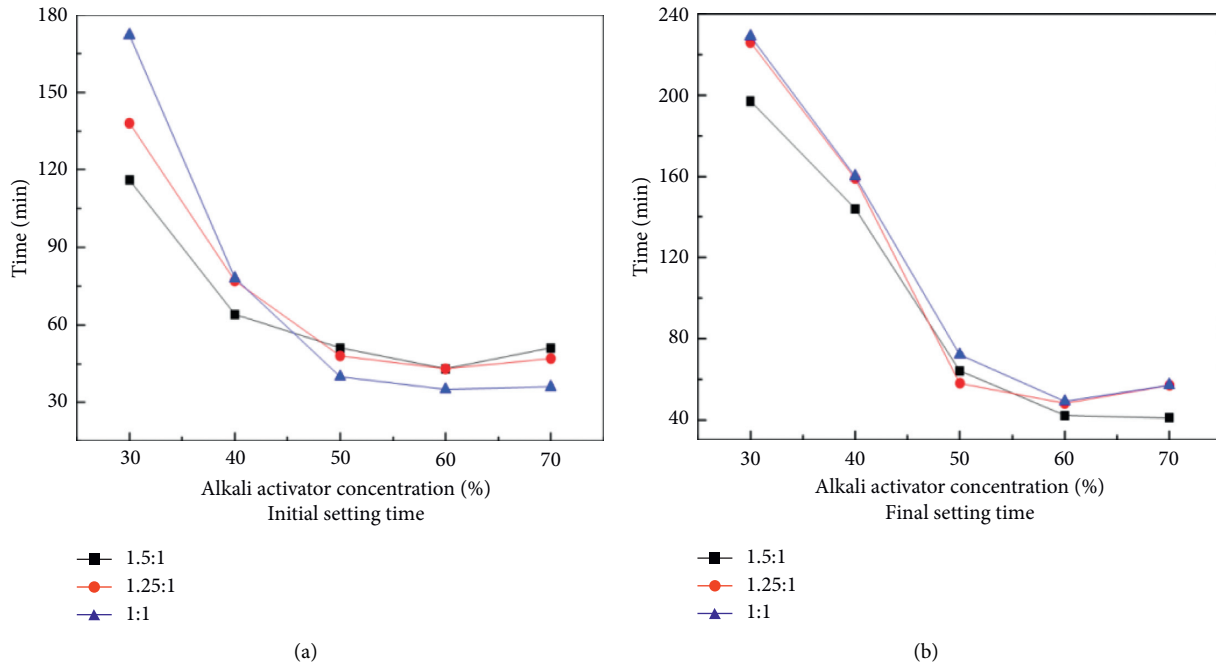 180
150
120
90
60
30
Time (min)
30 40 50 60 70
Alkali activator concentration (%)
Initial setting time
1.5:1
1.25:1
1:1
(a)
240
200
160
120
80
40
Time (min)
30 40 50 60 70
Alkali activator concentration (%)
Final setting time
1.5:1
1.25:1
1:1
(b)